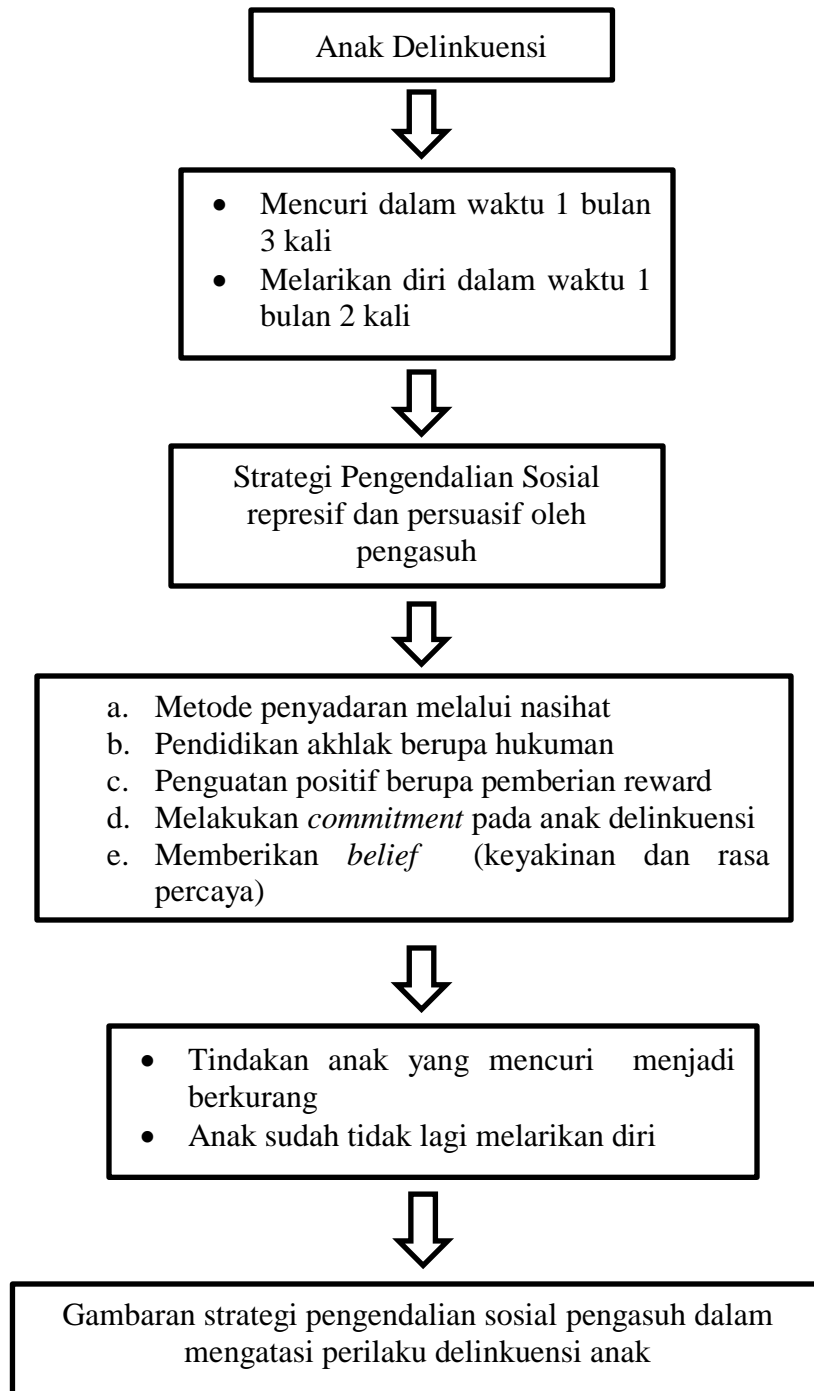 Anak Delinkuensi
• Mencuri dalam waktu 1 bulan
3 kali
• Melarikan diri dalam waktu 1
bulan 2 kali
Strategi Pengendalian Sosial
represif dan persuasif oleh
pengasuh
a. Metode penyadaran melalui nasihat
b. Pendidikan akhlak berupa hukuman
c. Penguatan positif berupa pemberian reward
d. Melakukan commitment pada anak delinkuensi
e. Memberikan belief (keyakinan dan rasa
percaya)
• Tindakan anak yang mencuri menjadi
berkurang
• Anak sudah tidak lagi melarikan diri
Gambaran strategi pengendalian sosial pengasuh dalam
mengatasi perilaku delinkuensi anak